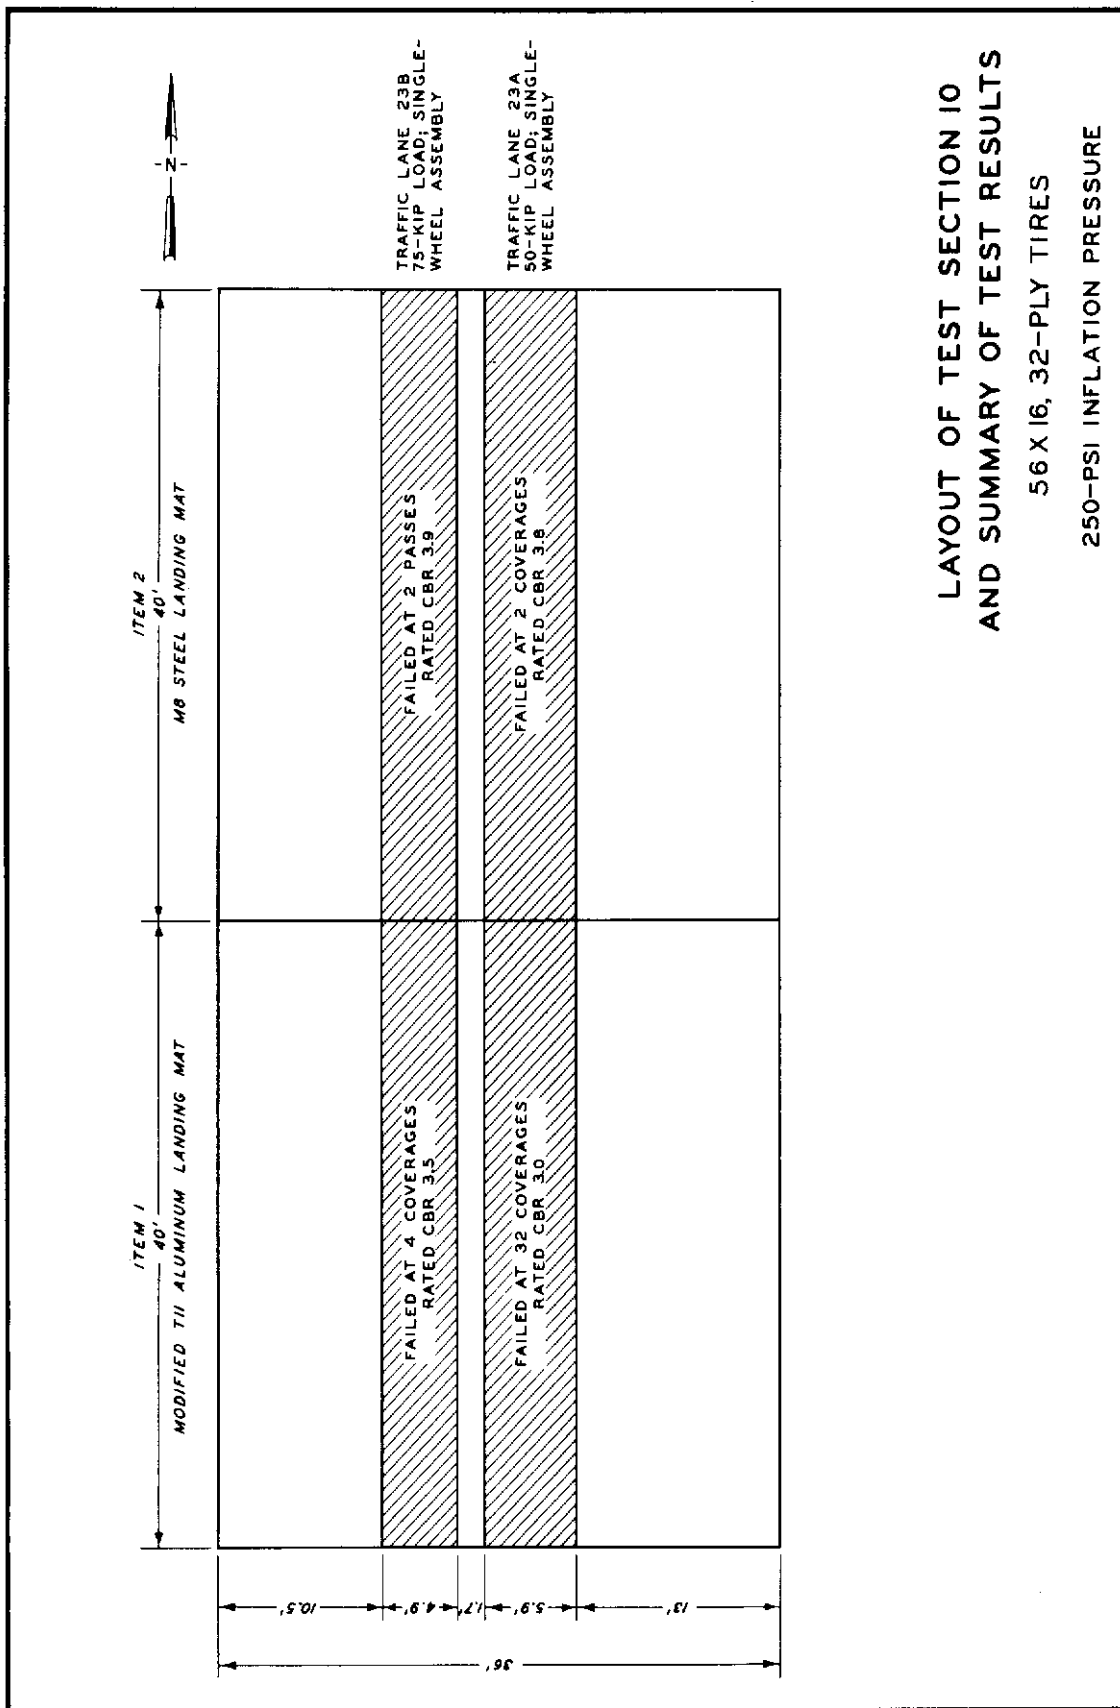 ITEM 1
40'
MODIFIED T11 ALUMINUM LANDING MAT
ITEM 2
40'
M8 STEEL LANDING MAT
-N-
36'
10.5'
4.9'
1.7'
5.9'
13'
FAILED AT 4 COVERAGES
RATED CBR 3.5
FAILED AT 2 PASSES
RATED CBR 3.9
TRAFFIC LANE 23B
75-KIP LOAD; SINGLE-
WHEEL ASSEMBLY
FAILED AT 32 COVERAGES
RATED CBR 3.0
FAILED AT 2 COVERAGES
RATED CBR 3.8
TRAFFIC LANE 23A
50-KIP LOAD; SINGLE-
WHEEL ASSEMBLY
LAYOUT OF TEST SECTION 10
AND SUMMARY OF TEST RESULTS
56 X 16, 32-PLY TIRES
250-PSI INFLATION PRESSURE